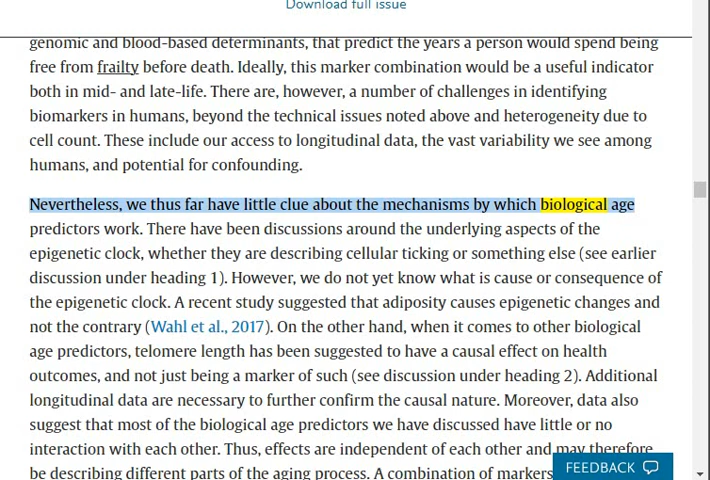 Download full issue
genomic and blood-based determinants, that predict the years a person would spend being
free from frailty before death. Ideally, this marker combination would be a useful indicator
both in mid- and late-life. There are, however, a number of challenges in identifying
biomarkers in humans, beyond the technical issues noted above and heterogeneity due to
cell count. These include our access to longitudinal data, the vast variability we see among
humans, and potential for confounding.
Nevertheless, we thus far have little clue about the mechanisms by which biological age
predictors work. There have been discussions around the underlying aspects of the
epigenetic clock, whether they are describing cellular ticking or something else (see earlier
discussion under heading 1). However, we do not yet know what is cause or consequence of
the epigenetic clock. A recent study suggested that adiposity causes epigenetic changes and
not the contrary (Wahl et al., 2017). On the other hand, when it comes to other biological
age predictors, telomere length has been suggested to have a causal effect on health
outcomes, and not just being a marker of such (see discussion under heading 2). Additional
longitudinal data are necessary to further confirm the causal nature. Moreover, data also
suggest that most of the biological age predictors we have discussed have little or no
interaction with each other. Thus, effects are independent of each other and may therefore
be describing different parts of the aging process. A combination of markers
FEEDBACK